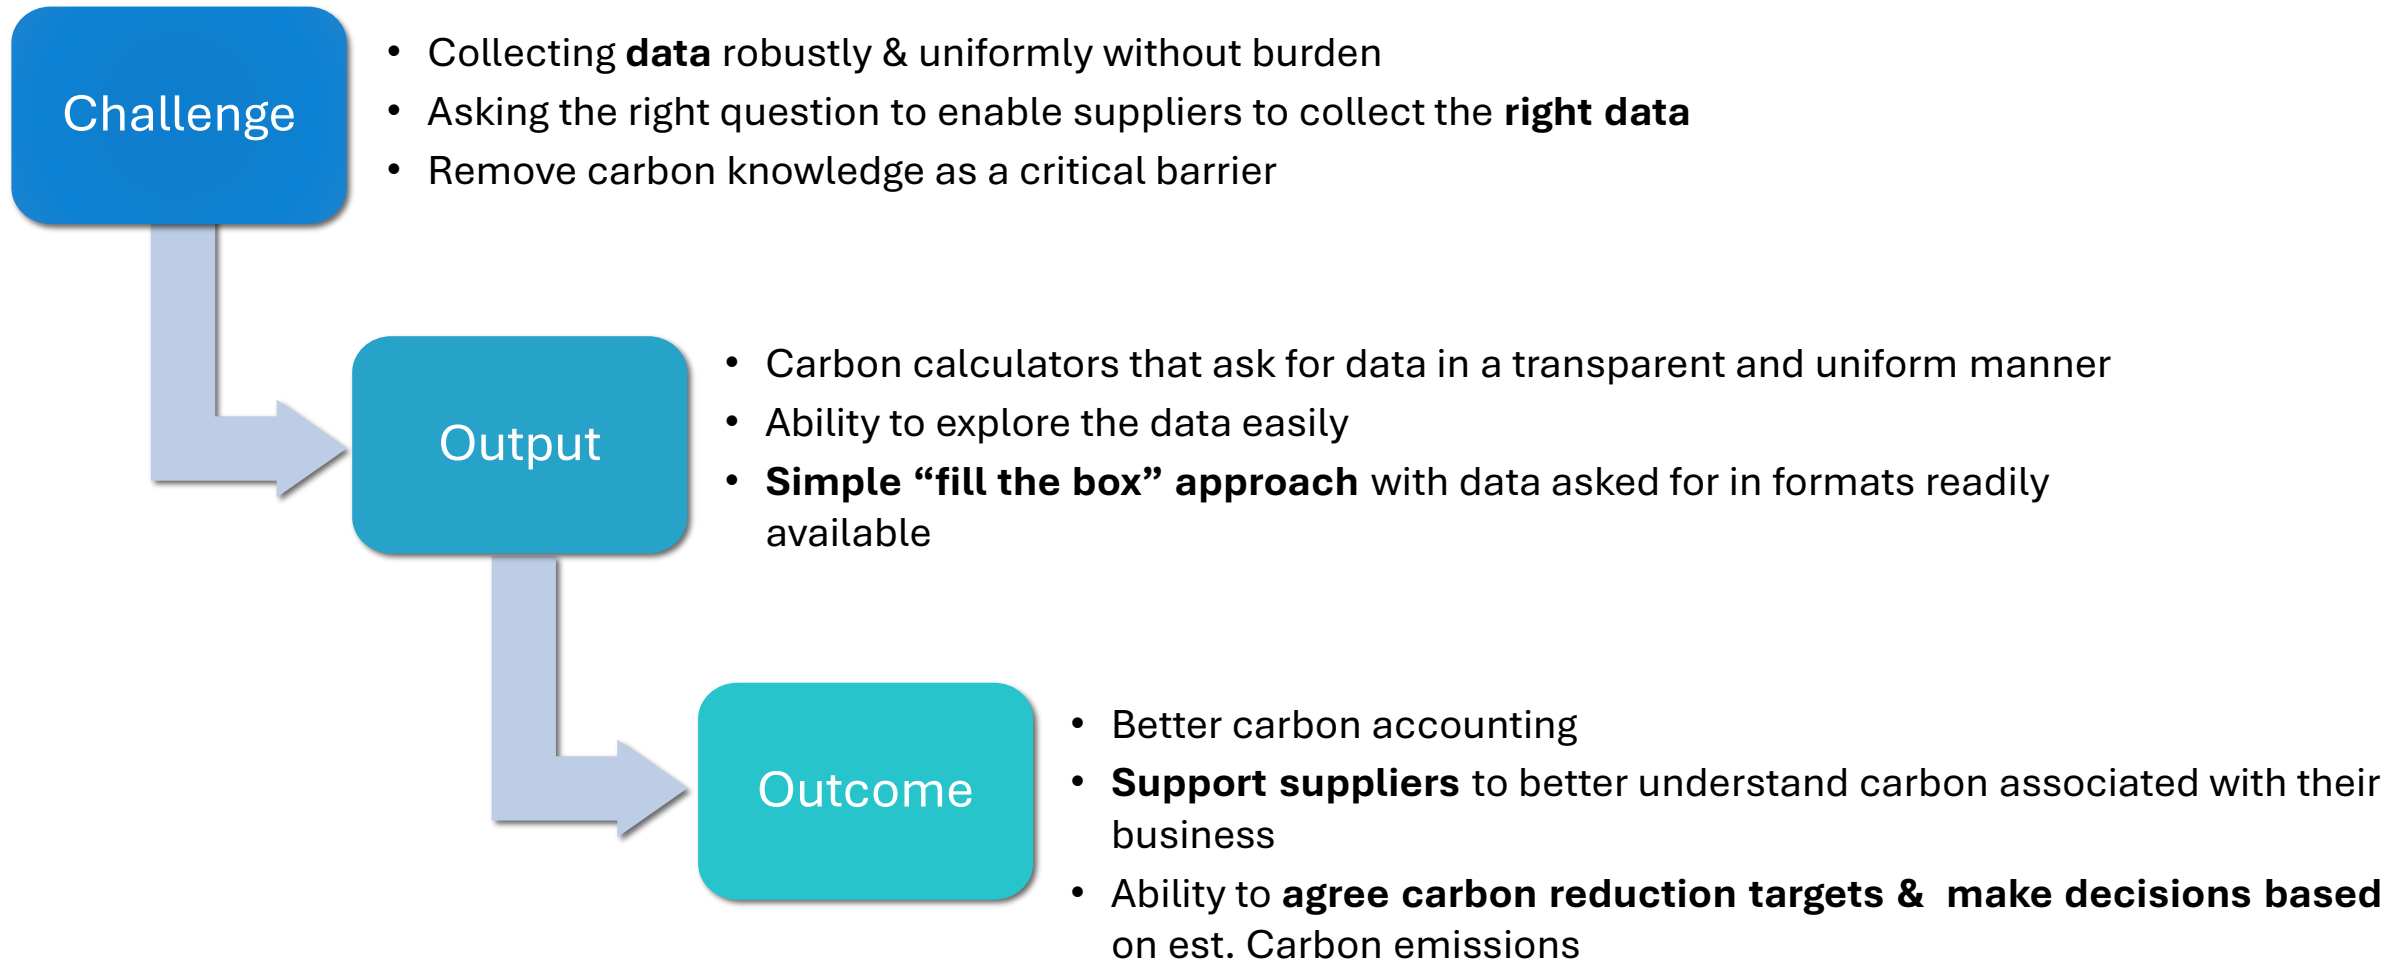 Challenge
• Collecting data robustly & uniformly without burden
• Asking the right question to enable suppliers to collect the right data
• Remove carbon knowledge as a critical barrier
Output
• Carbon calculators that ask for data in a transparent and uniform manner
• Ability to explore the data easily
• Simple “fill the box” approach with data asked for in formats readily
available
Outcome
• Better carbon accounting
• Support suppliers to better understand carbon associated with their
business
• Ability to agree carbon reduction targets &  make decisions based
on est. Carbon emissions